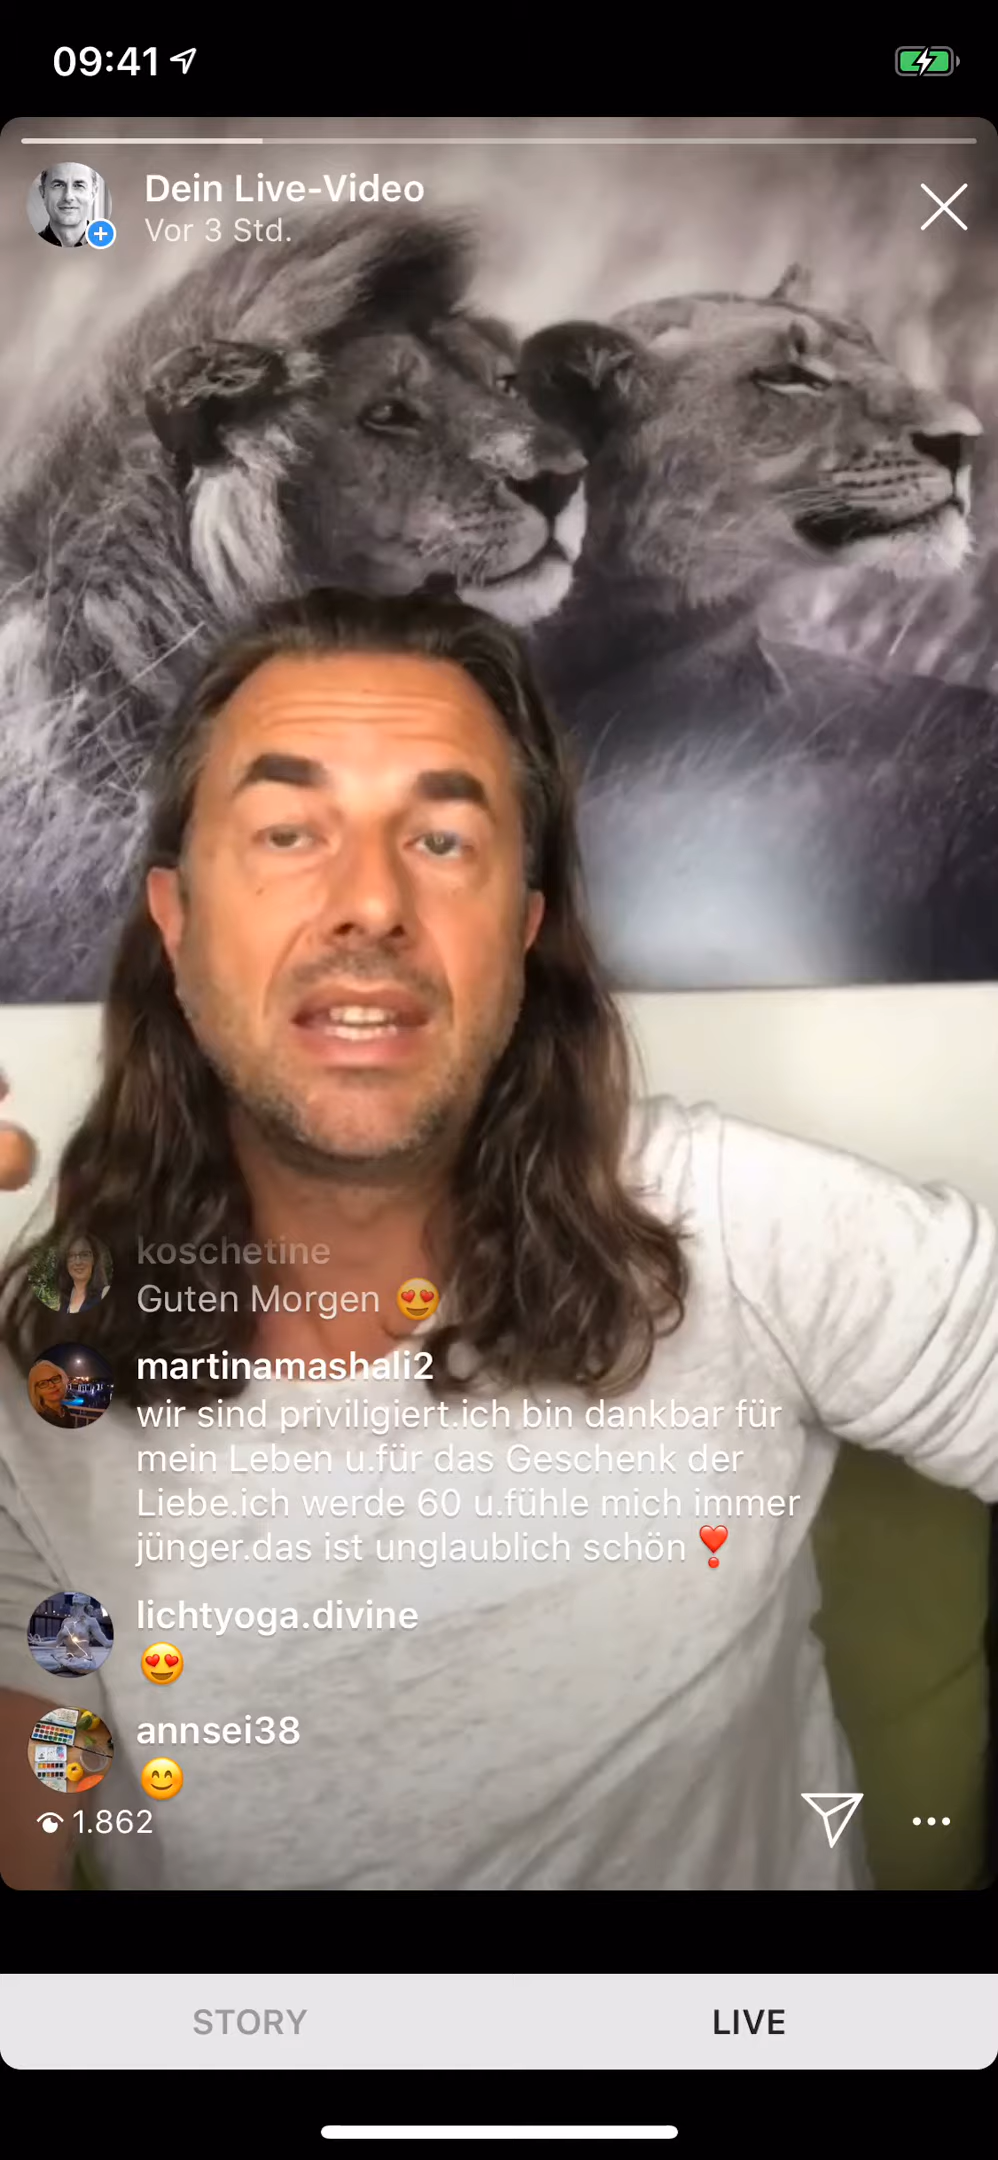 09:41
Dein Live-Video
Vor 3 Std.
koschetine
Guten Morgen 😍
martinamashali2
wir sind priviligiert.ich bin dankbar für
mein Leben u.für das Geschenk der
Liebe.ich werde 60 u.fühle mich immer
jünger.das ist unglaublich schön❣️
lichtyoga.divine
😍
annsei38
😊
1.862
STORY
LIVE